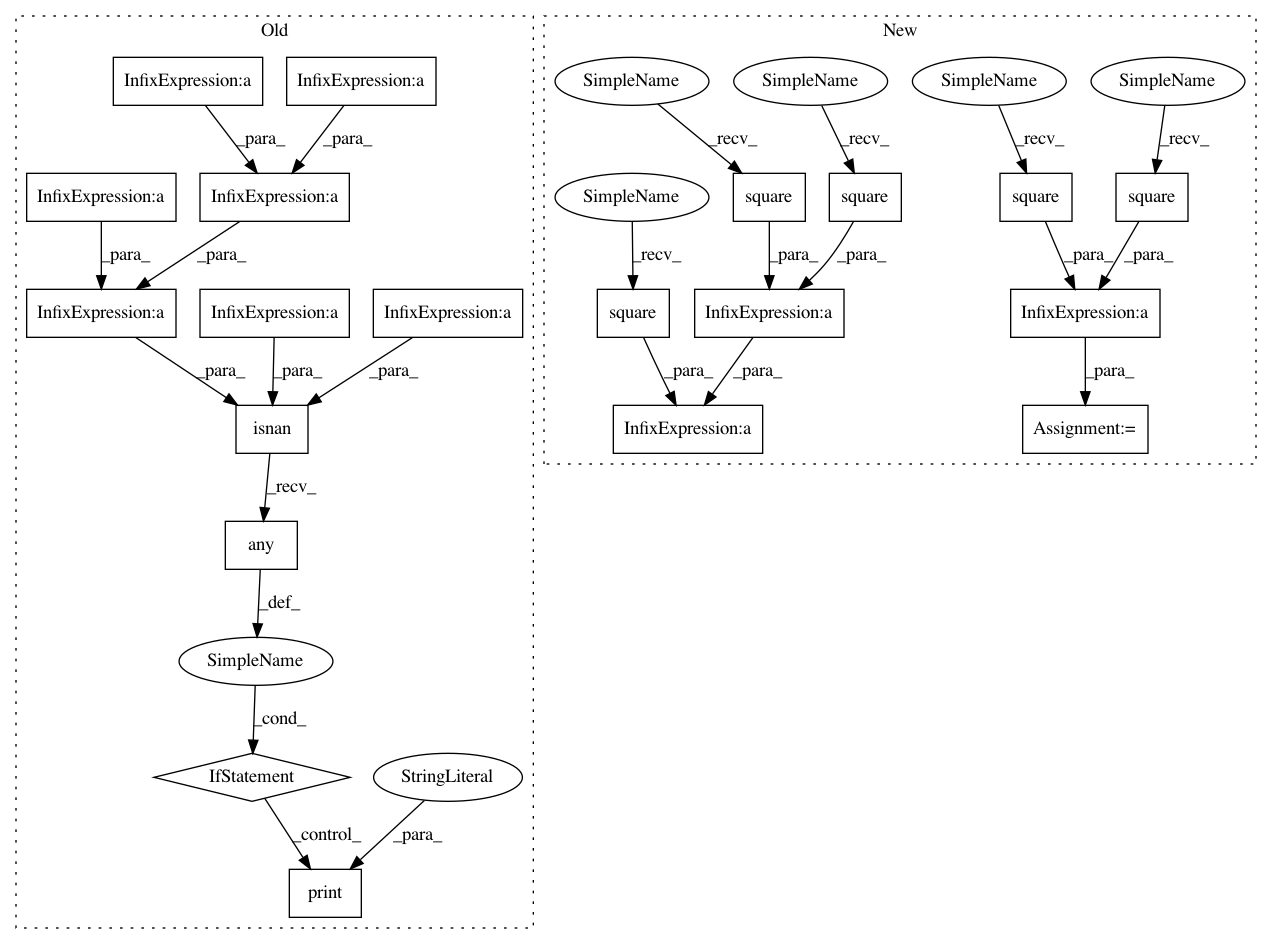 Old
New
InfixExpression:a
InfixExpression:a
SimpleName
SimpleName
SimpleName
SimpleName
_para_
_para_
_recv_
_recv_
_recv_
_recv_
InfixExpression:a
InfixExpression:a
SimpleName
square
square
square
square
_para_
_para_
_recv_
_para_
_para_
_para_
_para_
InfixExpression:a
InfixExpression:a
InfixExpression:a
square
InfixExpression:a
InfixExpression:a
_para_
_para_
_para_
_para_
_para_
_para_
isnan
InfixExpression:a
Assignment:=
_recv_
any
_def_
SimpleName
_cond_
IfStatement
StringLiteral
_control_
_para_
print